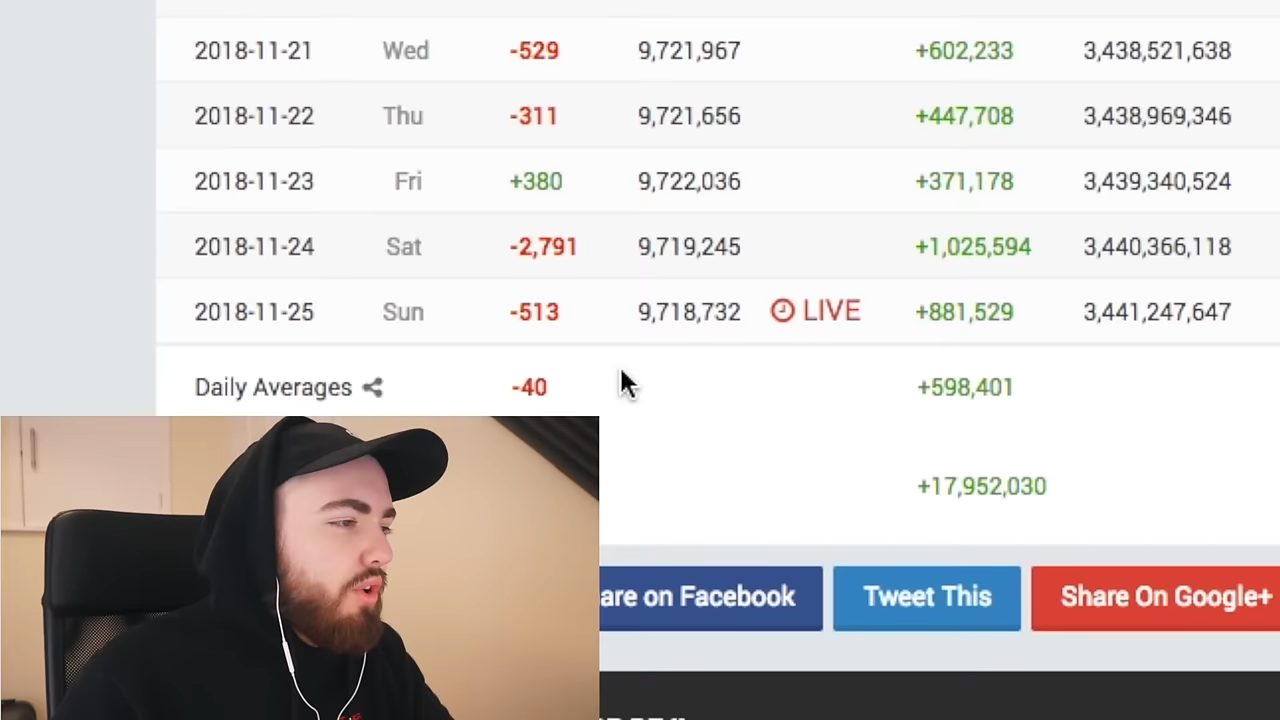 2018-11-21 Wed -529 9,721,967 +602,233 3,438,521,638
2018-11-22 Thu -311 9,721,656 +447,708 3,438,969,346
2018-11-23 Fri +380 9,722,036 +371,178 3,439,340,524
2018-11-24 Sat -2,791 9,719,245 +1,025,594 3,440,366,118
2018-11-25 Sun -513 9,718,732 LIVE +881,529 3,441,247,647
Daily Averages -40 +598,401
+17,952,030
are on Facebook Tweet This Share On Google+